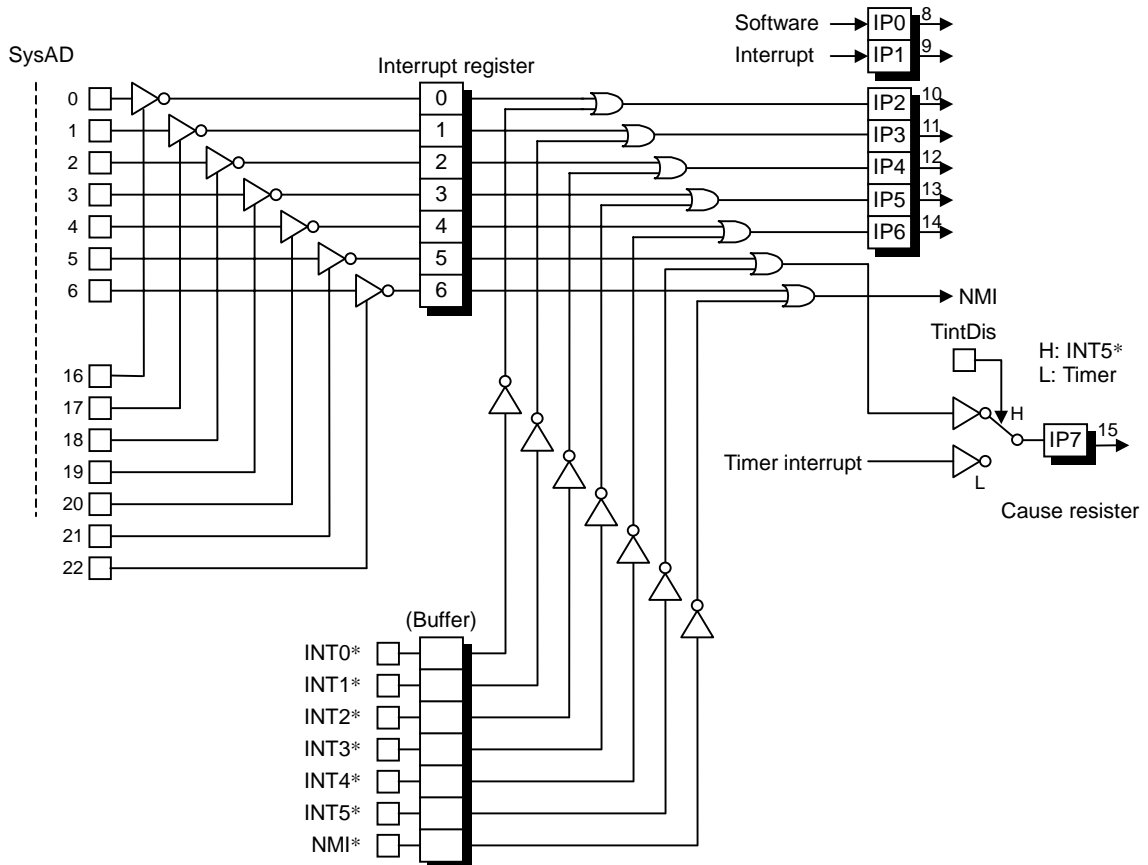 Software IP0 8
Interrupt IP1 9
SysAD
Interrupt register
0 0 IP2 10
1 1 IP3 11
2 2 IP4 12
3 3 IP5 13
4 4 IP6 14
5 5
6 6
NMI
TintDis
H: INT5*
L: Timer
16
17
18
19
20
21
22
H
IP7 15
Timer interrupt
L
Cause resister
(Buffer)
INT0*
INT1*
INT2*
INT3*
INT4*
INT5*
NMI*